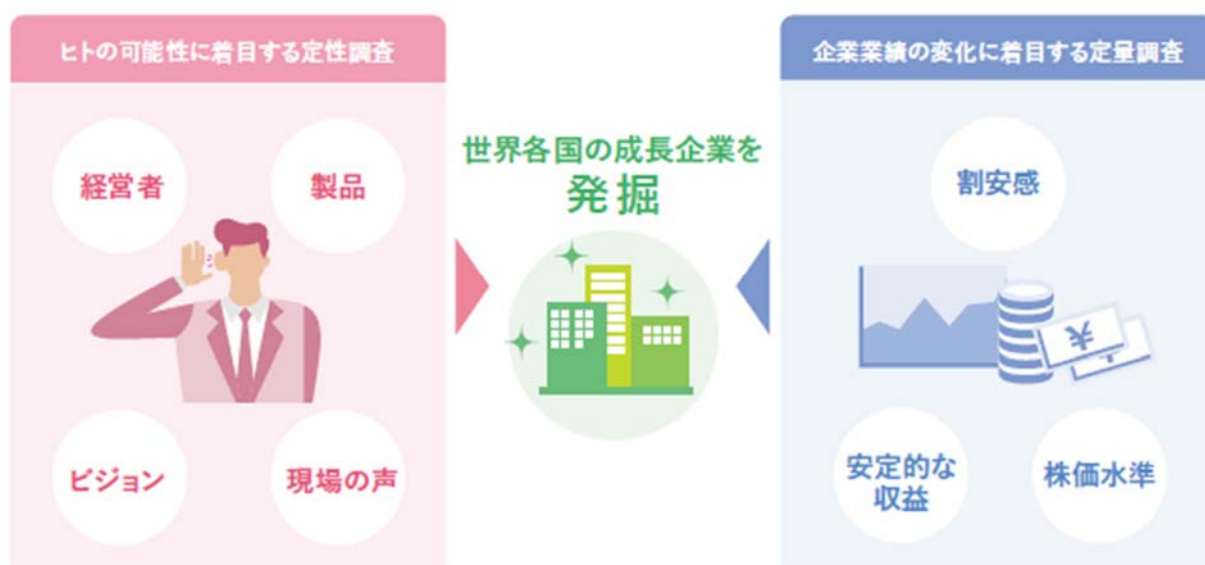 ヒトの可能性に着目する定性調査
経営者
製品
ビジョン
現場の声
世界各国の成長企業を
発掘
企業業績の変化に着目する定量調査
割安感
安定的な
収益
株価水準